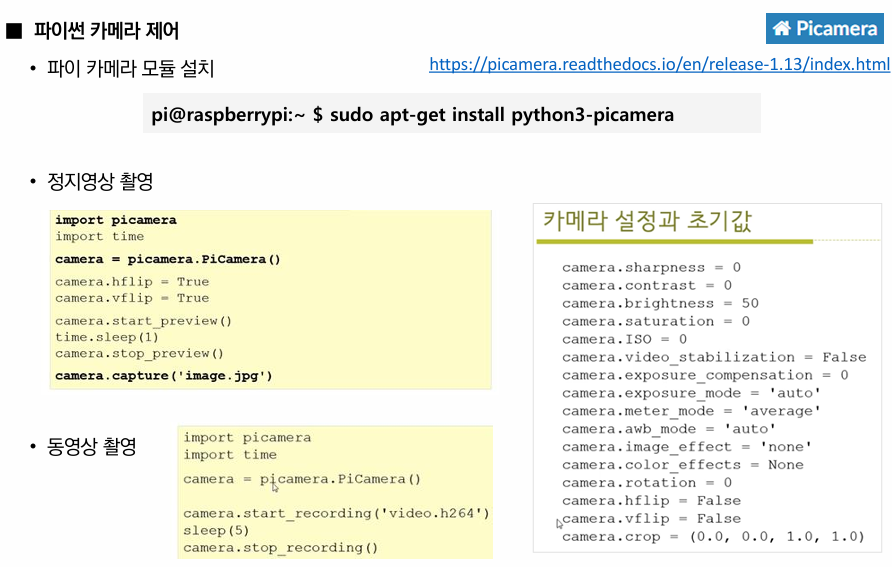 ■ 파이썬 카메라 제어
Picamera
• 파이 카메라 모듈 설치
https://picamera.readthedocs.io/en/release-1.13/index.html
pi@raspberrypi:~ $ sudo apt-get install python3-picamera
• 정지영상 촬영
import picamera
import time
camera = picamera.PiCamera()
camera.hflip = True
camera.vflip = True
camera.start_preview()
time.sleep(1)
camera.stop_preview()
camera.capture('image.jpg')
• 동영상 촬영
import picamera
import time
camera = picamera.PiCamera()
camera.start_recording('video.h264')
sleep(5)
camera.stop_recording()
카메라 설정과 초기값
camera.sharpness = 0
camera.contrast = 0
camera.brightness = 50
camera.saturation = 0
camera.ISO = 0
camera.video_stabilization = False
camera.exposure_compensation = 0
camera.exposure_mode = 'auto'
camera.meter_mode = 'average'
camera.awb_mode = 'auto'
camera.image_effect = 'none'
camera.color_effects = None
camera.rotation = 0
camera.hflip = False
camera.vflip = False
camera.crop = (0.0, 0.0, 1.0, 1.0)